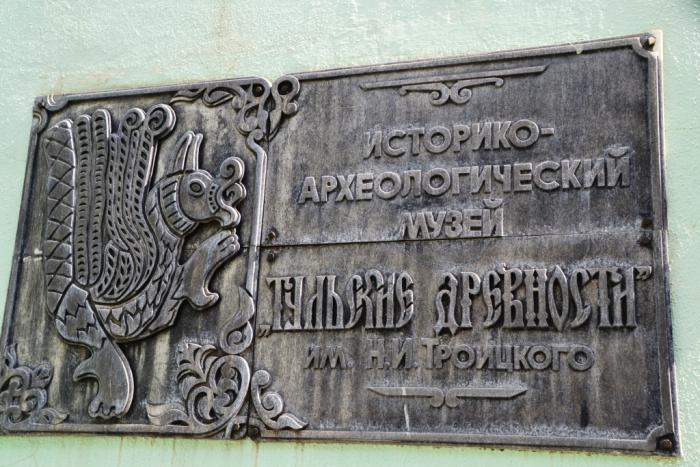 ИСТОРИКО-
АРХЕОЛОГИЧЕСКИЙ
МУЗЕЙ
„ТУЛЬСКИЕ ДРЕВНОСТИ"
ИМ. Н.И.ТРОИЦКОГО